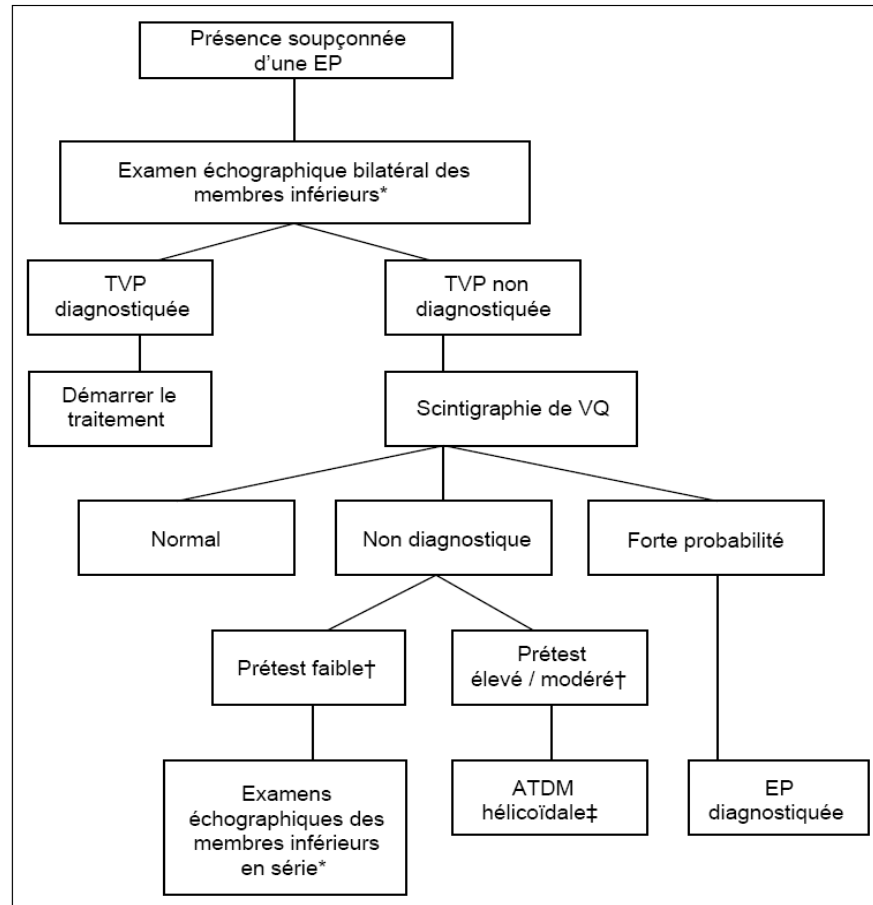 Présence soupçonnée
d'une EP
Examen échographique bilatéral des
membres inférieurs*
TVP
diagnostiquée
TVP non
diagnostiquée
Démarrer le
traitement
Scintigraphie de VQ
Normal
Non diagnostique
Forte probabilité
Prétest faible†
Prétest
élevé / modéré†
Examens
échographiques des
membres inférieurs
en série*
ATDM
hélicoïdale‡
EP
diagnostiquée